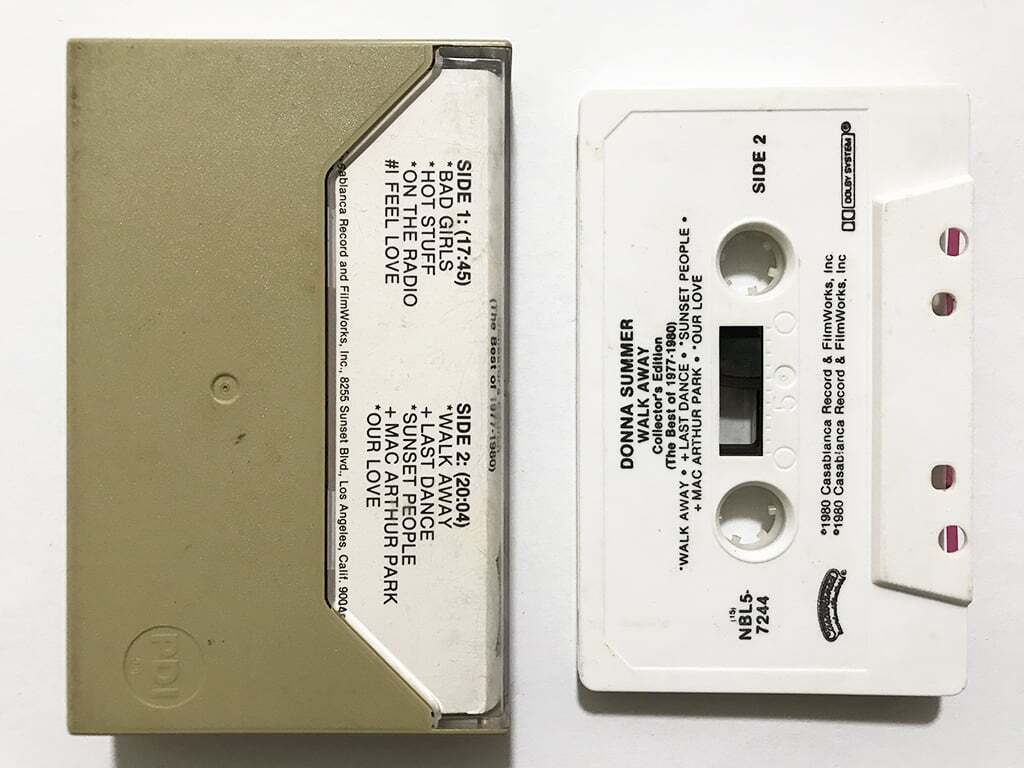 SIDE 1: (17:45)
*BAD GIRLS
*HOT STUFF
*ON THE RADIO
#I FEEL LOVE
SIDE 2: (20:04)
*WALK AWAY
+ LAST DANCE
*SUNSET PEOPLE
+ MAC ARTHUR PARK
*OUR LOVE
ablanca Record and FilmWorks, Inc., 8255 Sunset Blvd., Los Angeles, Calif. 9004
(The Best of 1977-1980)
PDI
SIDE 2
DOLBY SYSTEM
DONNA SUMMER
WALK AWAY
Collector's Edition
(The Best of 1977-1980)
*WALK AWAY • + LAST DANCE • *SUNSET PEOPLE •
+ MAC ARTHUR PARK • *OUR LOVE
50
(15)
NBL5-
7244
℗1980 Casablanca Record & FilmWorks, Inc
©1980 Casablanca Record & FilmWorks, Inc